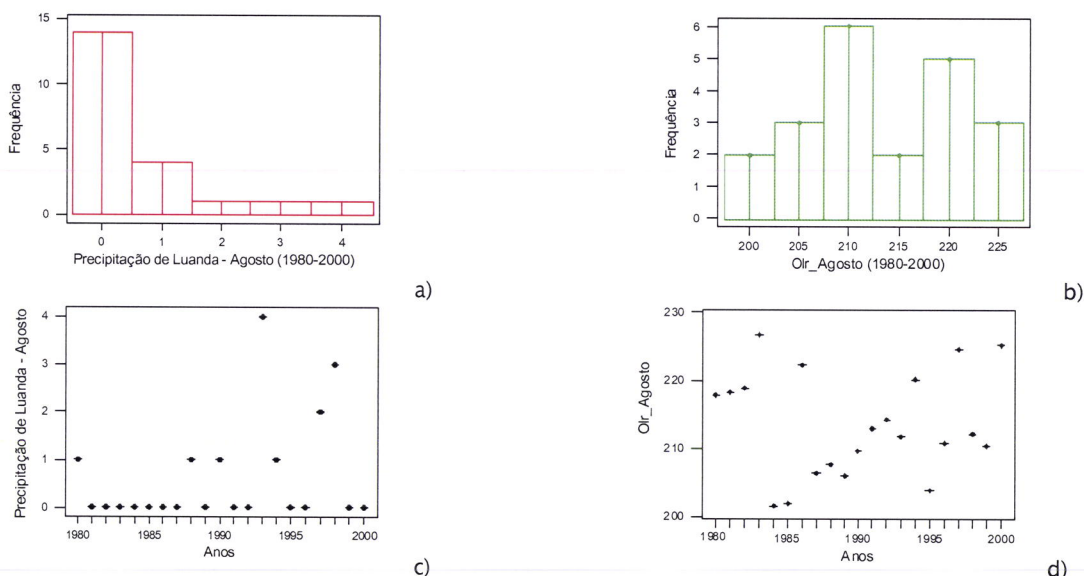 15
10
5
0
Frequência
0 1 2 3 4
Precipitação de Luanda - Agosto (1980-2000)
a)
6
5
4
3
2
1
0
Frequência
200 205 210 215 220 225
Olr_Agosto (1980-2000)
b)
4
3
2
1
0
Precipitação de Luanda - Agosto
1980 1985 1990 1995 2000
Anos
c)
230
220
210
200
Olr_Agosto
1980 1985 1990 1995 2000
Anos
d)